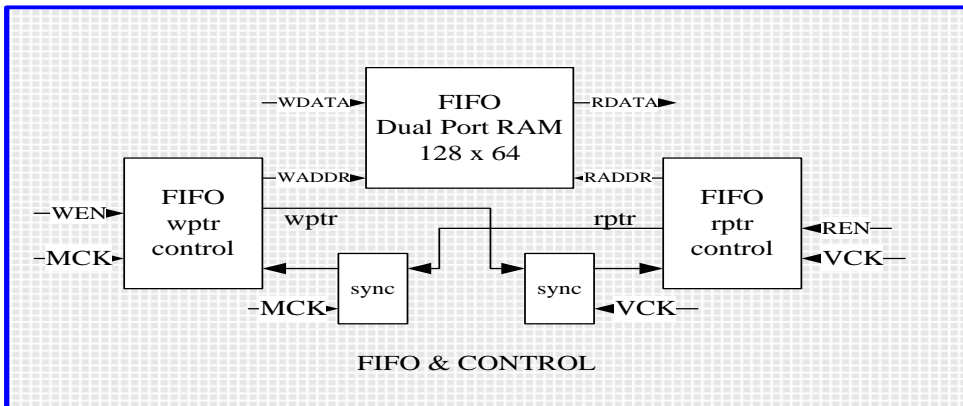 WDATA
FIFO
Dual Port RAM
128 x 64
RDATA
WADDR
RADDR
WEN
MCK
FIFO
wptr
control
wptr
rptr
FIFO
rptr
control
REN
VCK
sync
MCK
sync
VCK
FIFO & CONTROL